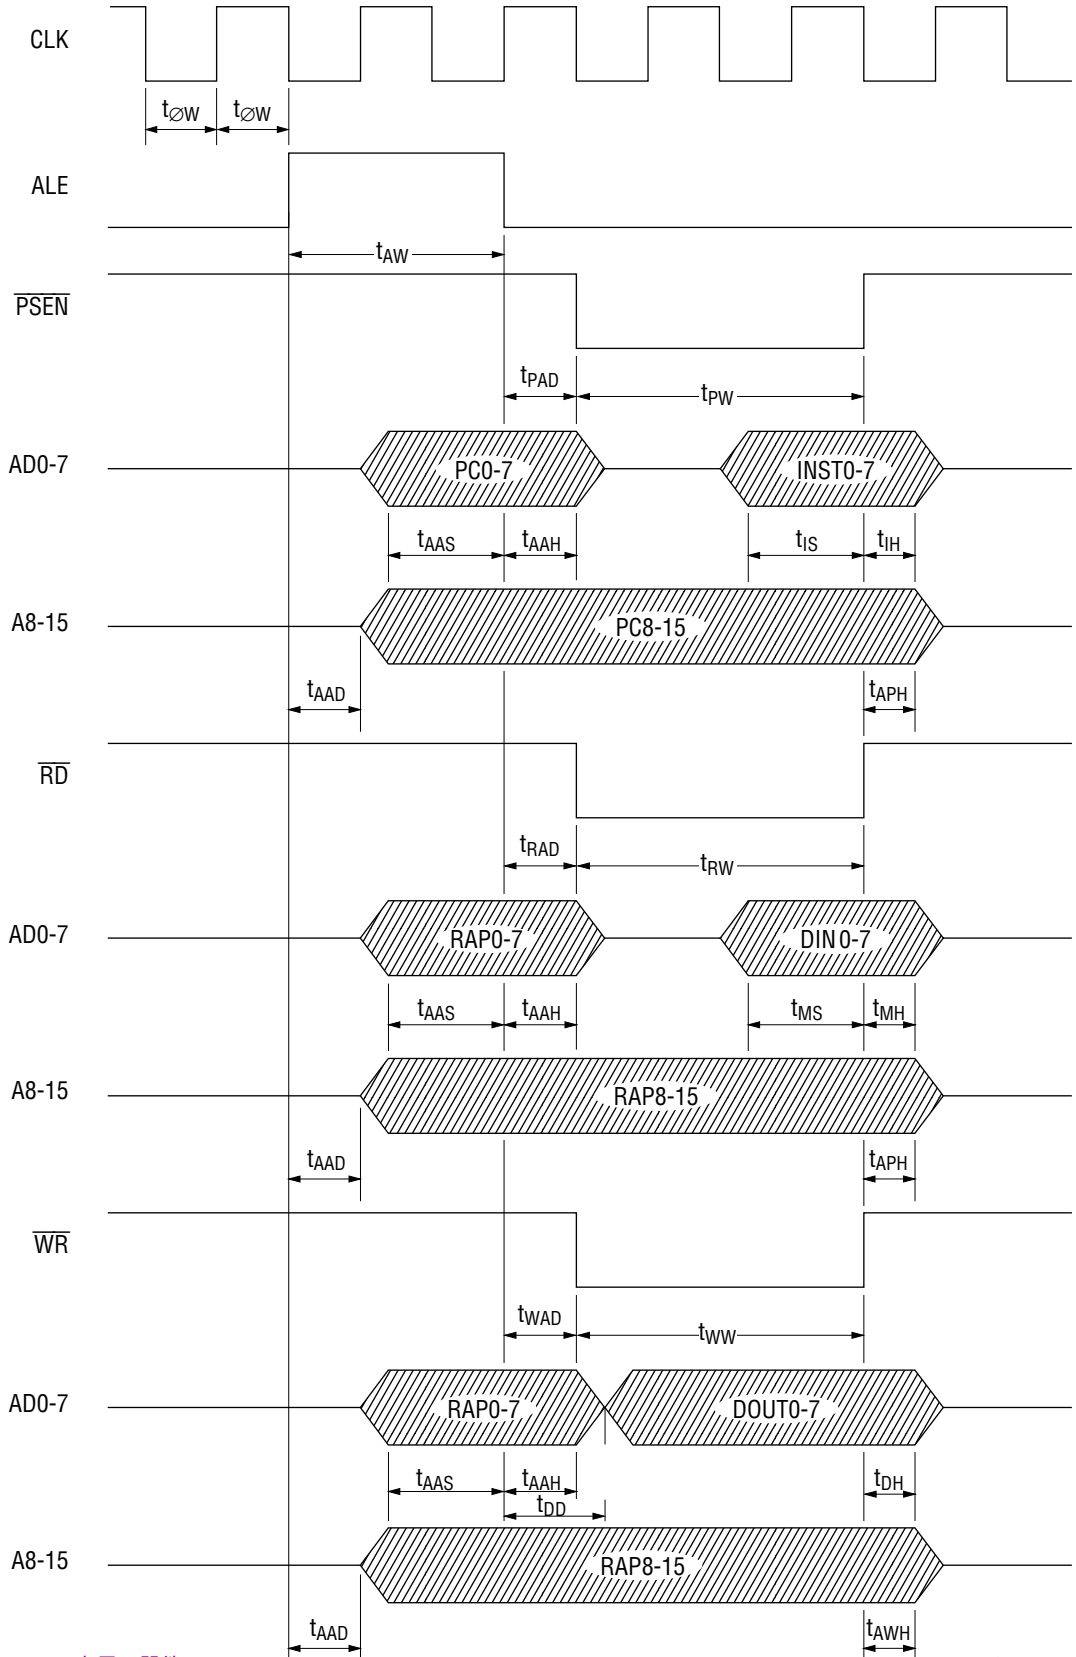 CLK
tØW tØW
ALE
tAW
PSEN
tPAD tPW
AD0-7 PC0-7 INST0-7
tAAS tAAH tIS tIH
A8-15 PC8-15
tAAD tAPH
RD
tRAD tRW
AD0-7 RAP0-7 DIN0-7
tAAS tAAH tMS tMH
A8-15 RAP8-15
tAAD tAPH
WR
tWAD tWW
AD0-7 RAP0-7 DOUT0-7
tAAS tAAH tDH
tDD
A8-15 RAP8-15
tAAD tAWH